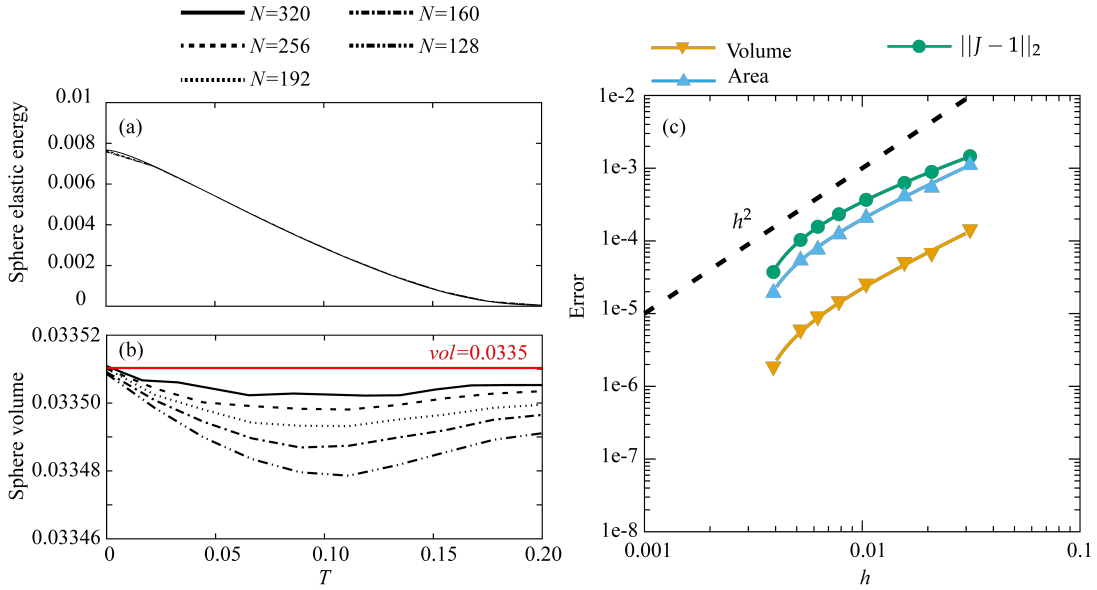 N=320
N=160
N=256
N=128
N=192
Volume
Area
||J − 1||₂
(a)
Sphere elastic energy
0.01
0.008
0.006
0.004
0.002
0
(b)
vol=0.0335
Sphere volume
0.03352
0.03350
0.03348
0.03346
0
0.05
0.10
0.15
0.20
T
(c)
h²
Error
1e-2
1e-3
1e-4
1e-5
1e-6
1e-7
1e-8
0.001
0.01
0.1
h